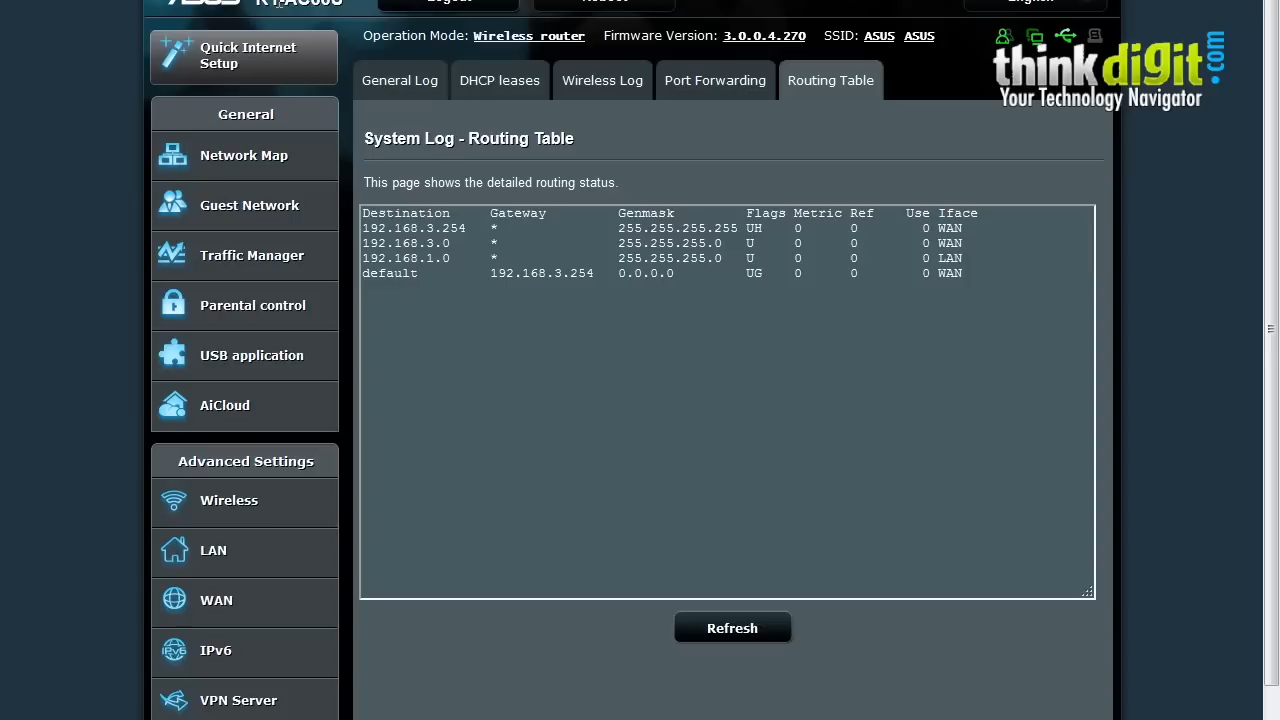 Operation Mode: Wireless router Firmware Version: 3.0.0.4.270 SSID: ASUS ASUS
thinkdigit.com
Your Technology Navigator
Quick Internet
Setup
General Log DHCP leases Wireless Log Port Forwarding Routing Table
General
Network Map
Guest Network
Traffic Manager
Parental control
USB application
AiCloud
Advanced Settings
Wireless
LAN
WAN
IPv6
VPN Server
System Log - Routing Table
This page shows the detailed routing status.
Destination Gateway Genmask Flags Metric Ref Use Iface
192.168.3.254 * 255.255.255.255 UH 0 0 0 WAN
192.168.3.0 * 255.255.255.0 U 0 0 0 WAN
192.168.1.0 * 255.255.255.0 U 0 0 0 LAN
default 192.168.3.254 0.0.0.0 UG 0 0 0 WAN
Refresh